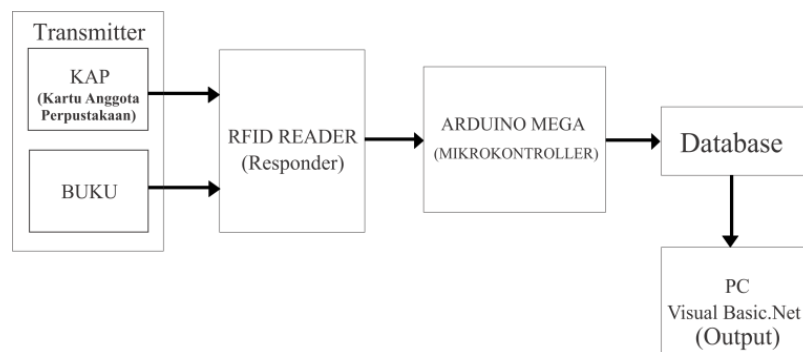 Transmitter
KAP
(Kartu Anggota
Perpustakaan)
BUKU
RFID READER
(Responder)
ARDUINO MEGA
(MIKROKONTROLLER)
Database
PC
Visual Basic.Net
(Output)